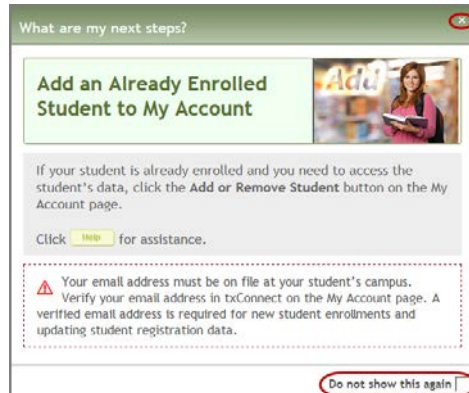 What are my next steps?
×
Add an Already Enrolled
Student to My Account
Add
If your student is already enrolled and you need to access the
student's data, click the Add or Remove Student button on the My
Account page.
Click Help for assistance.
Your email address must be on file at your student's campus.
Verify your email address in txConnect on the My Account page. A
verified email address is required for new student enrollments and
updating student registration data.
Do not show this again